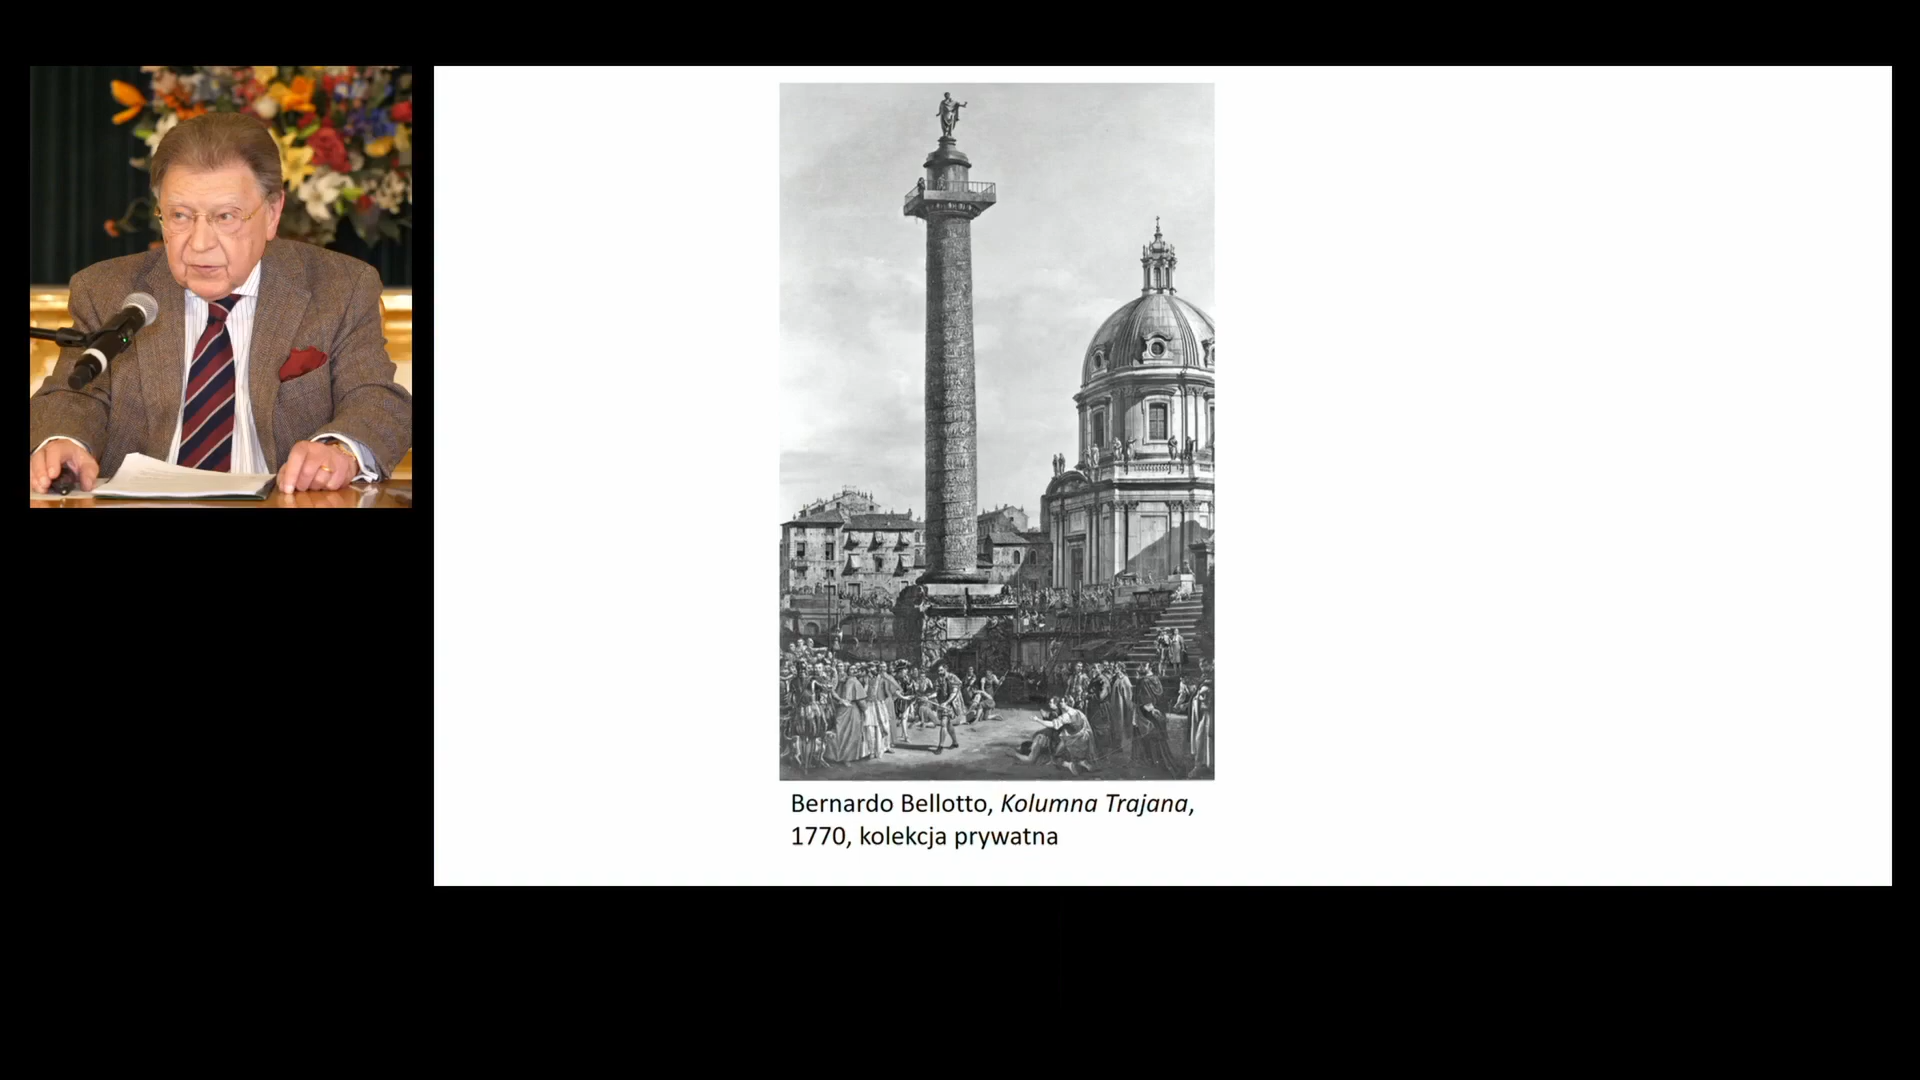 Bernardo Bellotto, Kolumna Trajana,
1770, kolekcja prywatna